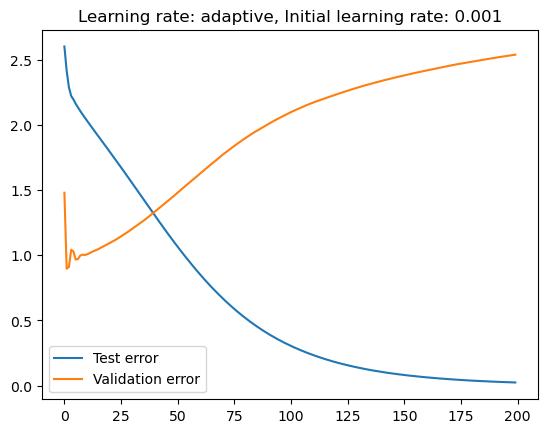 Learning rate: adaptive, Initial learning rate: 0.001
2.5
2.0
1.5
1.0
0.5
0.0
Test error
Validation error
0 25 50 75 100 125 150 175 200